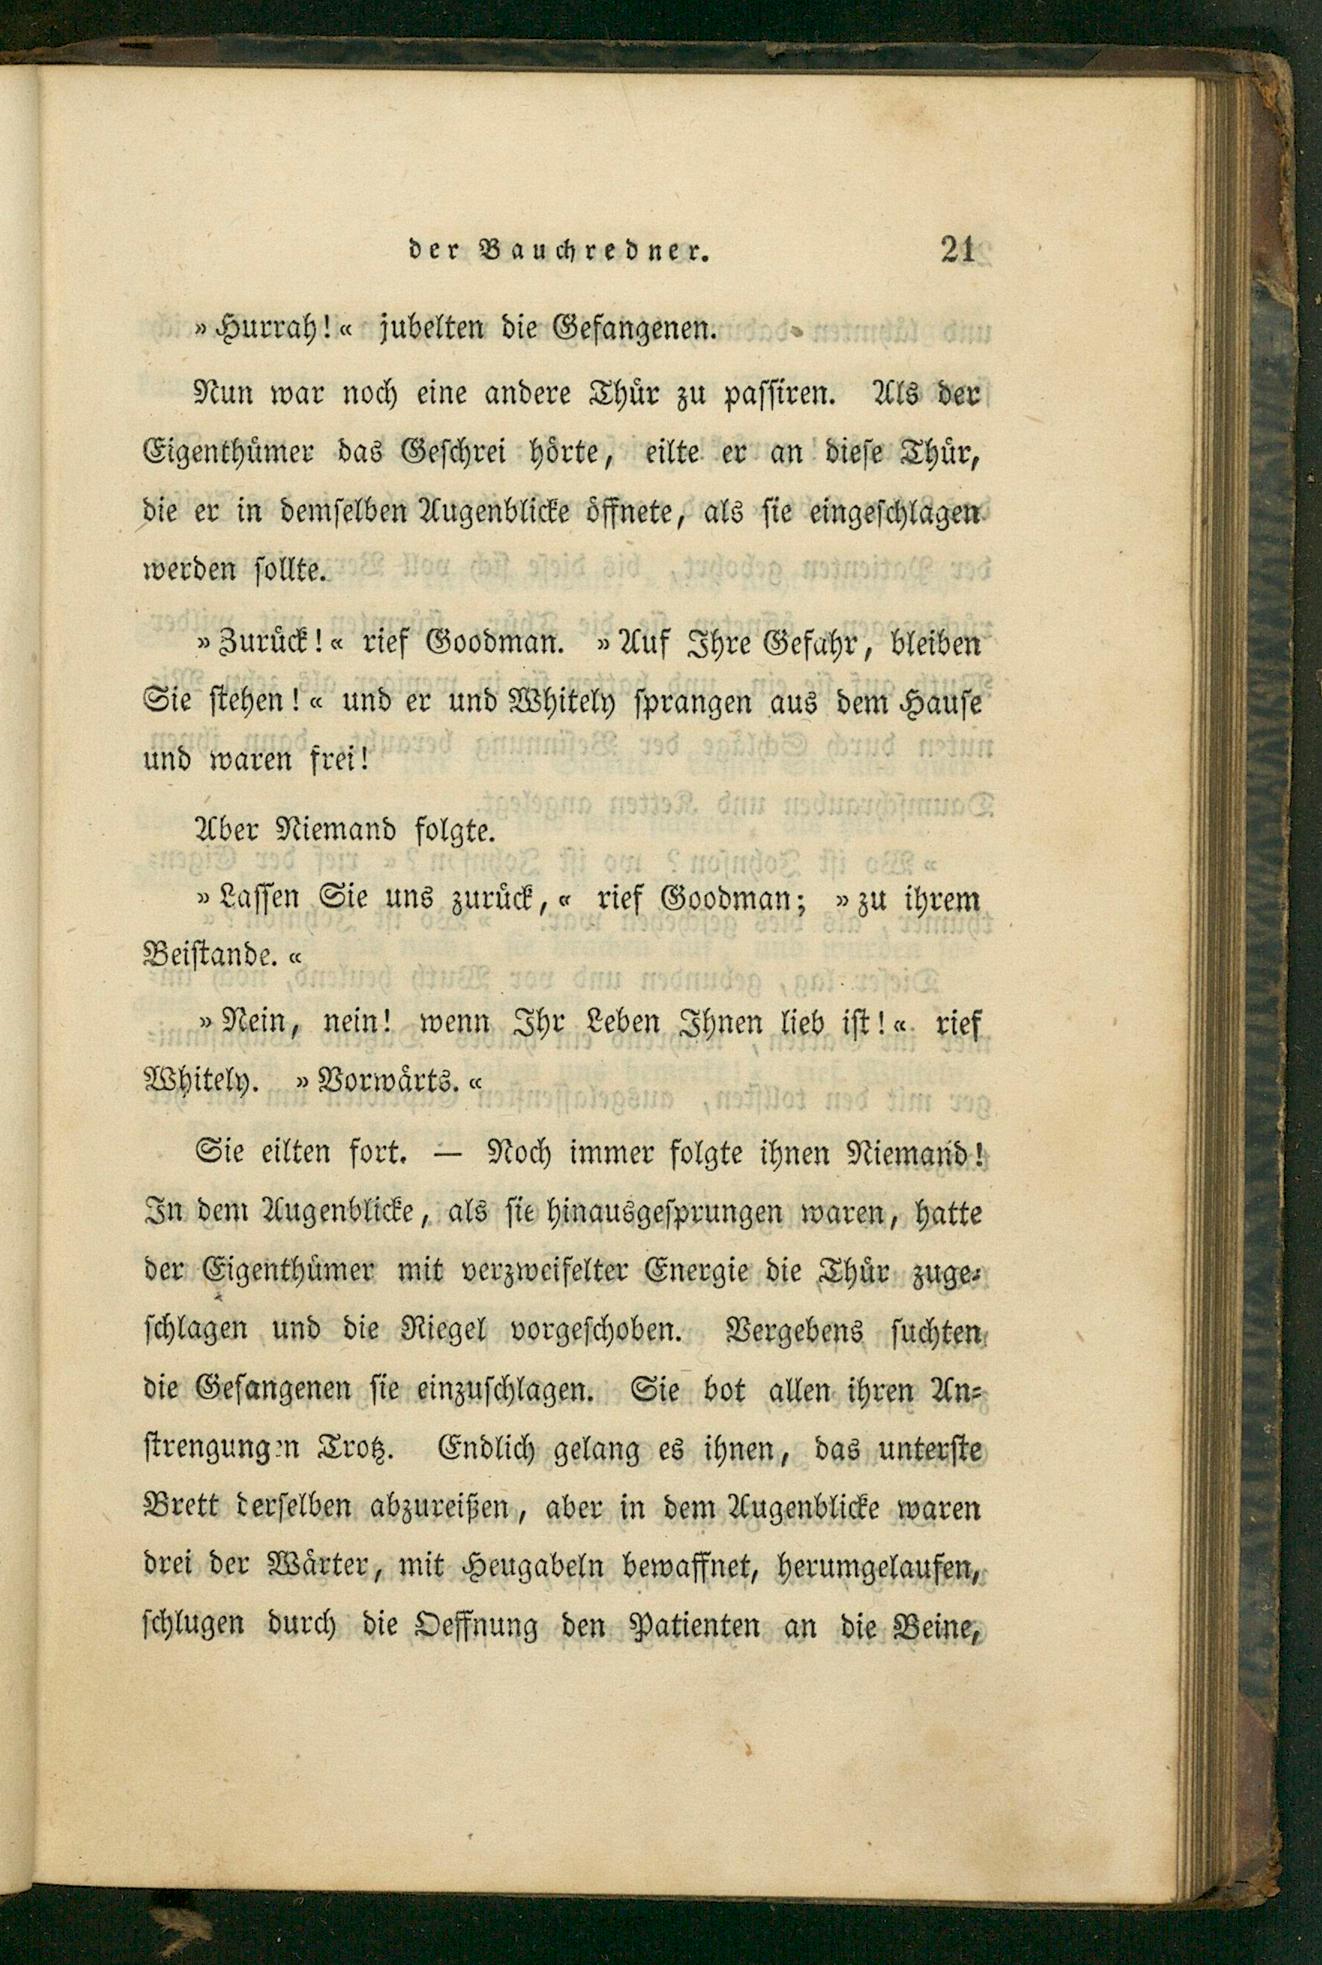 der Bauchredner. 21
»Hurrah!« jubelten die Gefangenen.
Nun war noch eine andere Thür zu passiren. Als der
Eigenthümer das Geschrei hörte, eilte er an diese Thür,
die er in demselben Augenblicke öffnete, als sie eingeschlagen
werden sollte.
»Zurück!« rief Goodman. »Auf Ihre Gefahr, bleiben
Sie stehen!« und er und Whitely sprangen aus dem Hause
und waren frei!
Aber Niemand folgte.
»Lassen Sie uns zurück,« rief Goodman; »zu ihrem
Beistande.«
»Nein, nein! wenn Ihr Leben Ihnen lieb ist!« rief
Whitely. »Vorwärts.«
Sie eilten fort. — Noch immer folgte ihnen Niemand!
In dem Augenblicke, als sie hinausgesprungen waren, hatte
der Eigenthümer mit verzweifelter Energie die Thür zuge-
schlagen und die Riegel vorgeschoben. Vergebens suchten
die Gefangenen sie einzuschlagen. Sie bot allen ihren An-
strengungen Trotz. Endlich gelang es ihnen, das unterste
Brett derselben abzureißen, aber in dem Augenblicke waren
drei der Wärter, mit Heugabeln bewaffnet, herumgelaufen,
schlugen durch die Oeffnung den Patienten an die Beine,